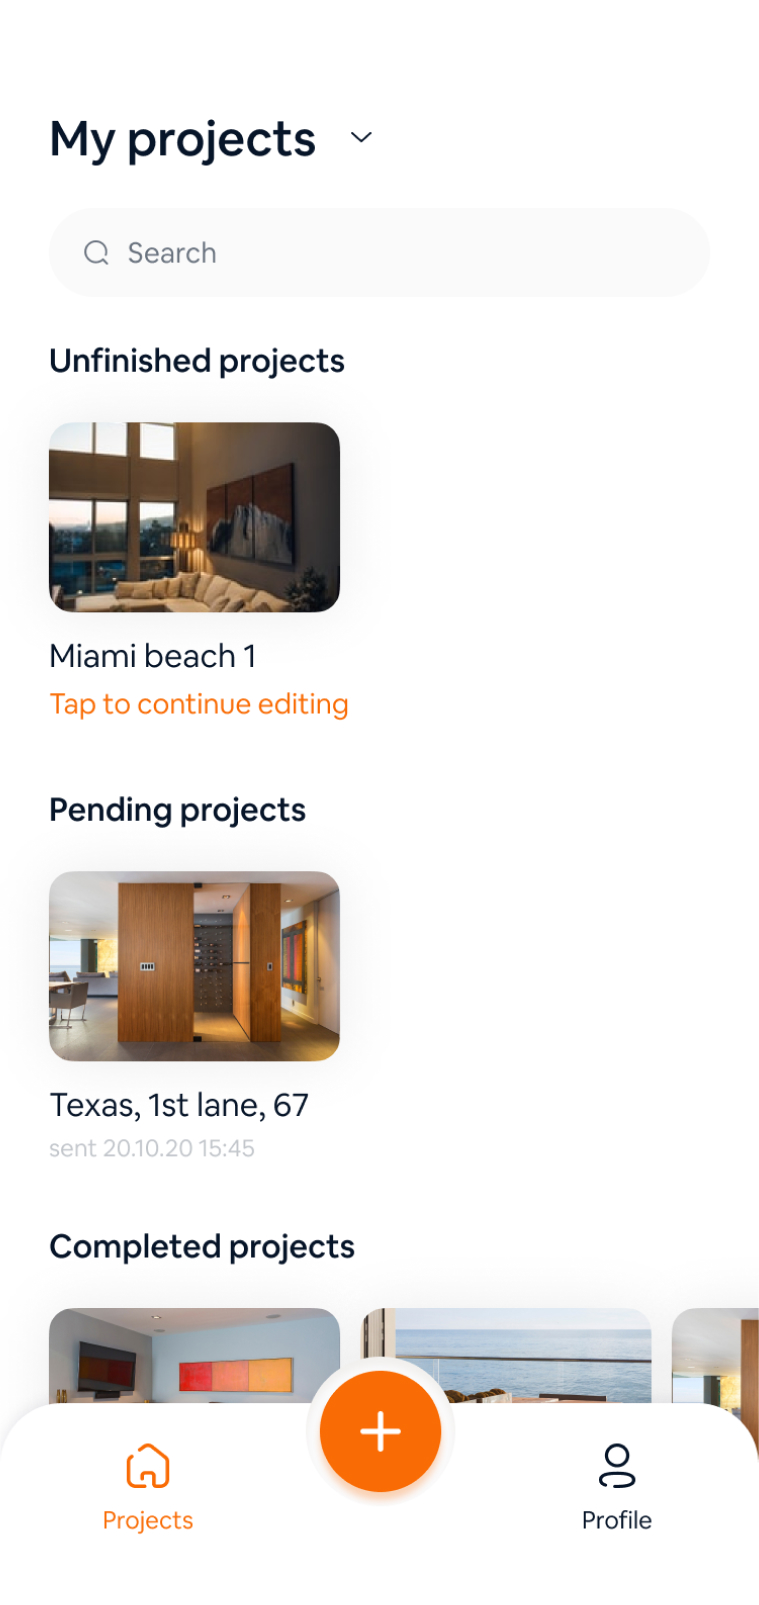 My projects
Search
Unfinished projects
Miami beach 1
Tap to continue editing
Pending projects
Texas, 1st lane, 67
sent 20.10.20 15:45
Completed projects
Projects
Profile